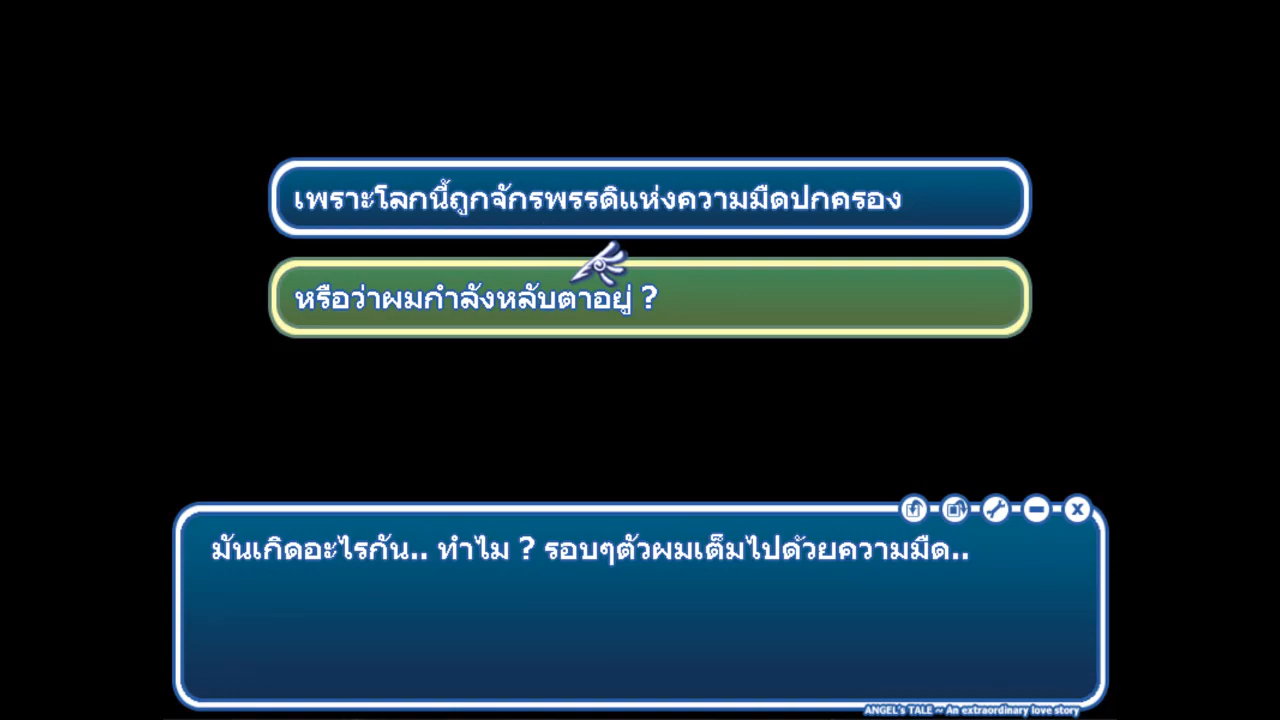 เพราะโลกนี้ถูกจักรพรรดิแห่งความมืดปกครอง
หรือว่าผมกำลังหลับตาอยู่ ?
มันเกิดอะไรกัน.. ทำไม ? รอบๆตัวผมเต็มไปด้วยความมืด..
ANGEL's TALE ~ An extraordinary love story